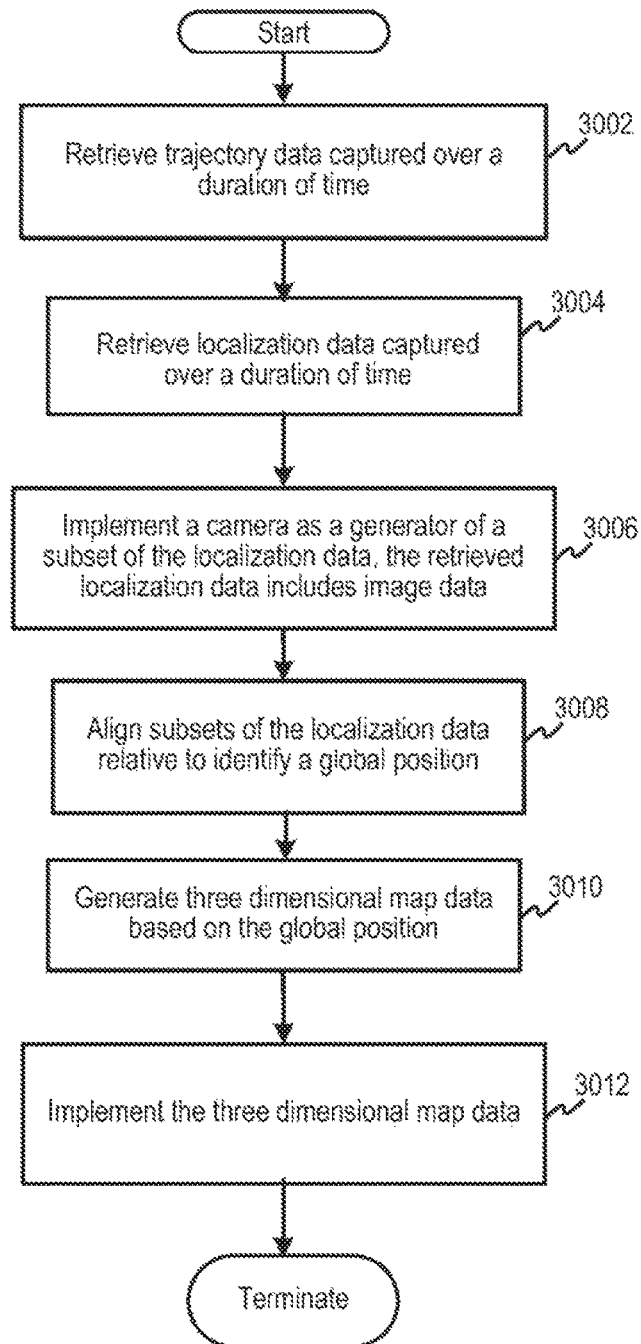 Start
Retrieve trajectory data captured over a
duration of time
3002
Retrieve localization data captured
over a duration of time
3004
Implement a camera as a generator of a
subset of the localization data, the retrieved
localization data includes image data
3006
Align subsets of the localization data
relative to identify a global position
3008
Generate three dimensional map data
based on the global position
3010
Implement the three dimensional map data
3012
Terminate